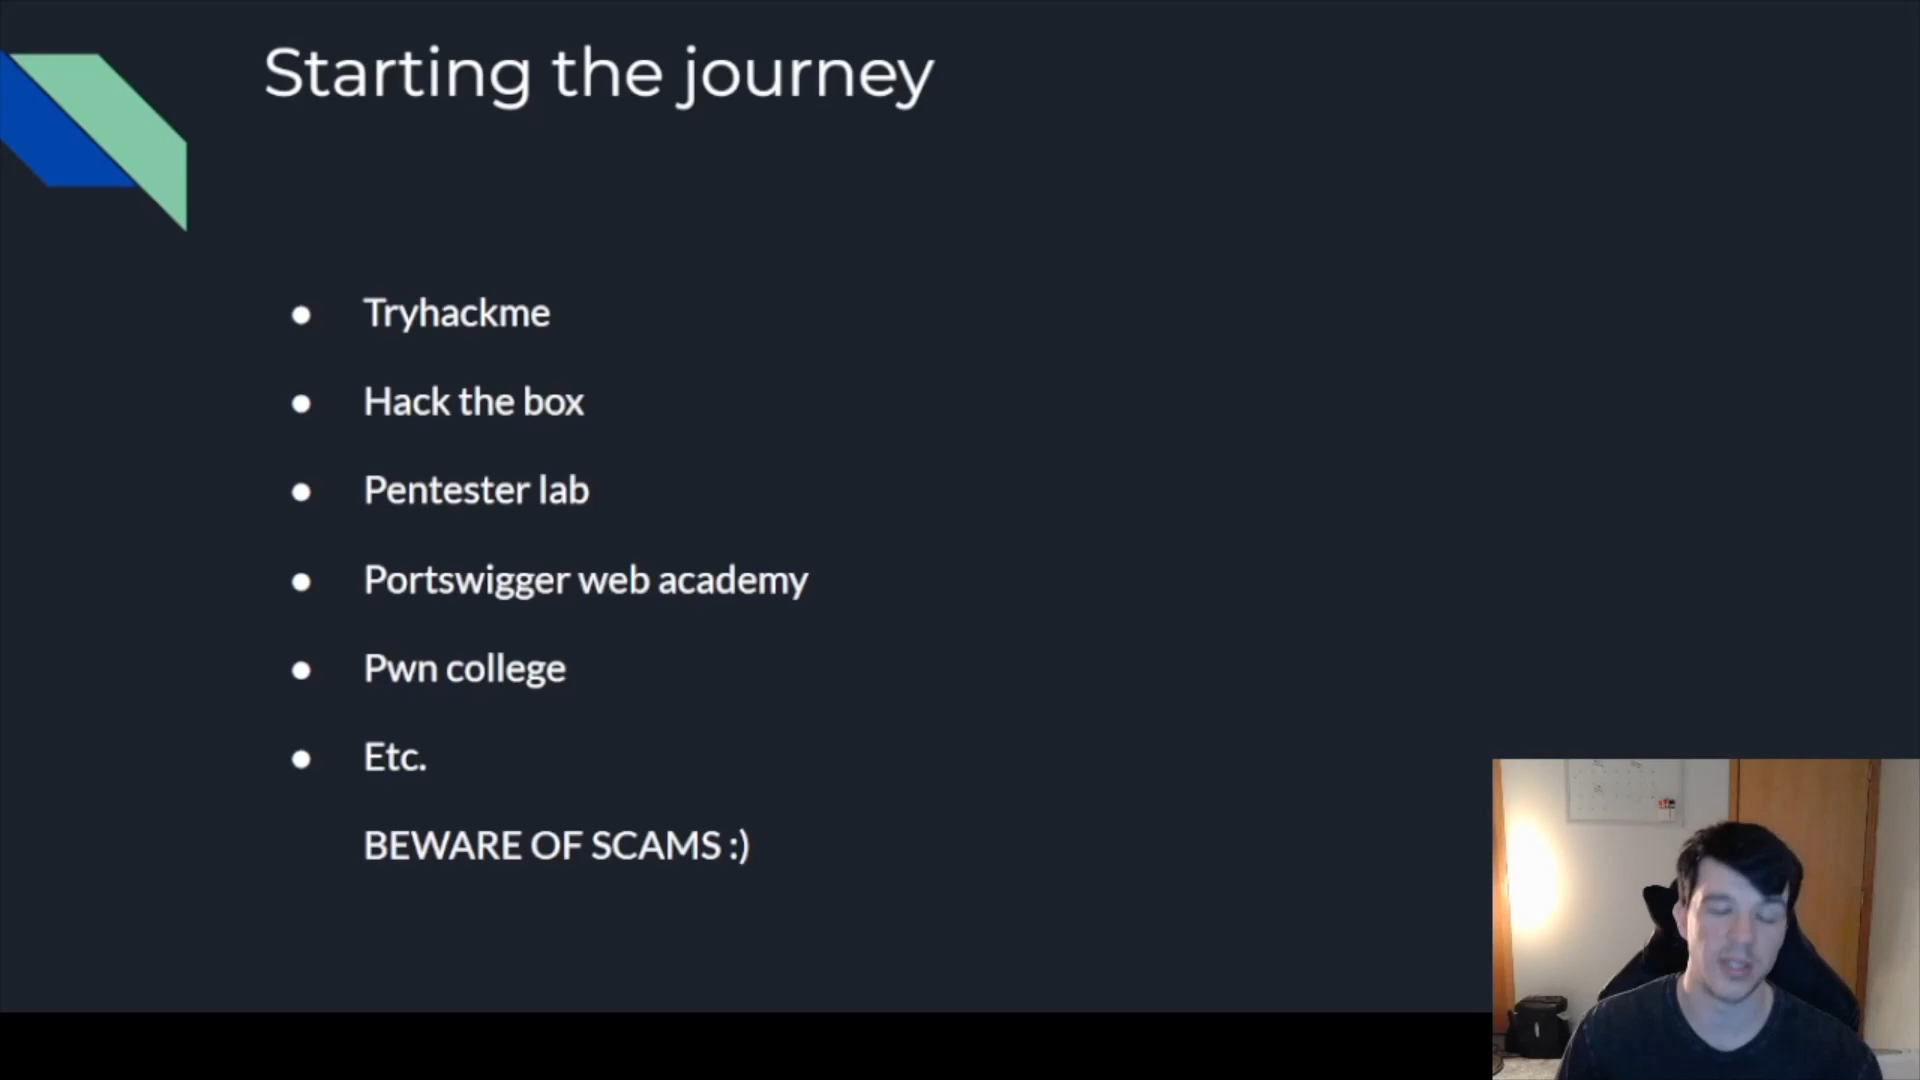 Starting the journey
Tryhackme
Hack the box
Pentester lab
Portswigger web academy
Pwn college
Etc.
BEWARE OF SCAMS :)